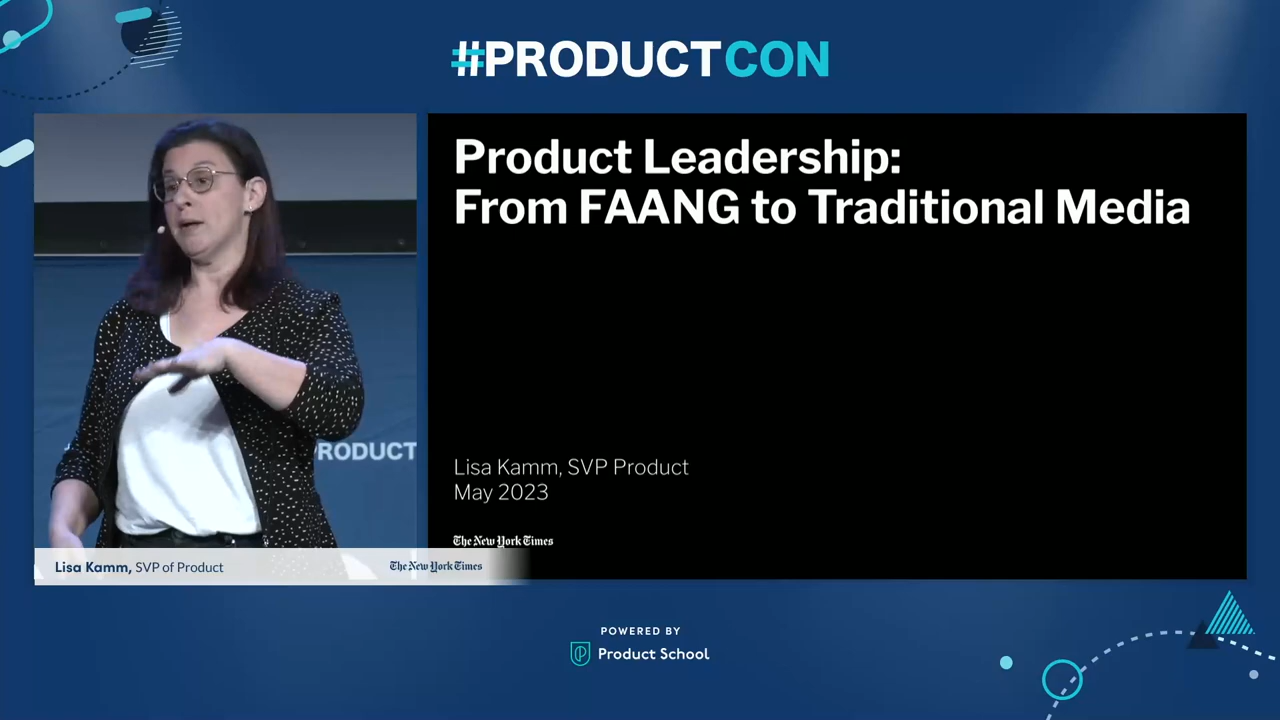 #PRODUCTCON
Product Leadership:
From FAANG to Traditional Media
PRODUCT
Lisa Kamm, SVP Product
May 2023
The New York Times
Lisa Kamm, SVP of Product
The New York Times
POWERED BY
Product School